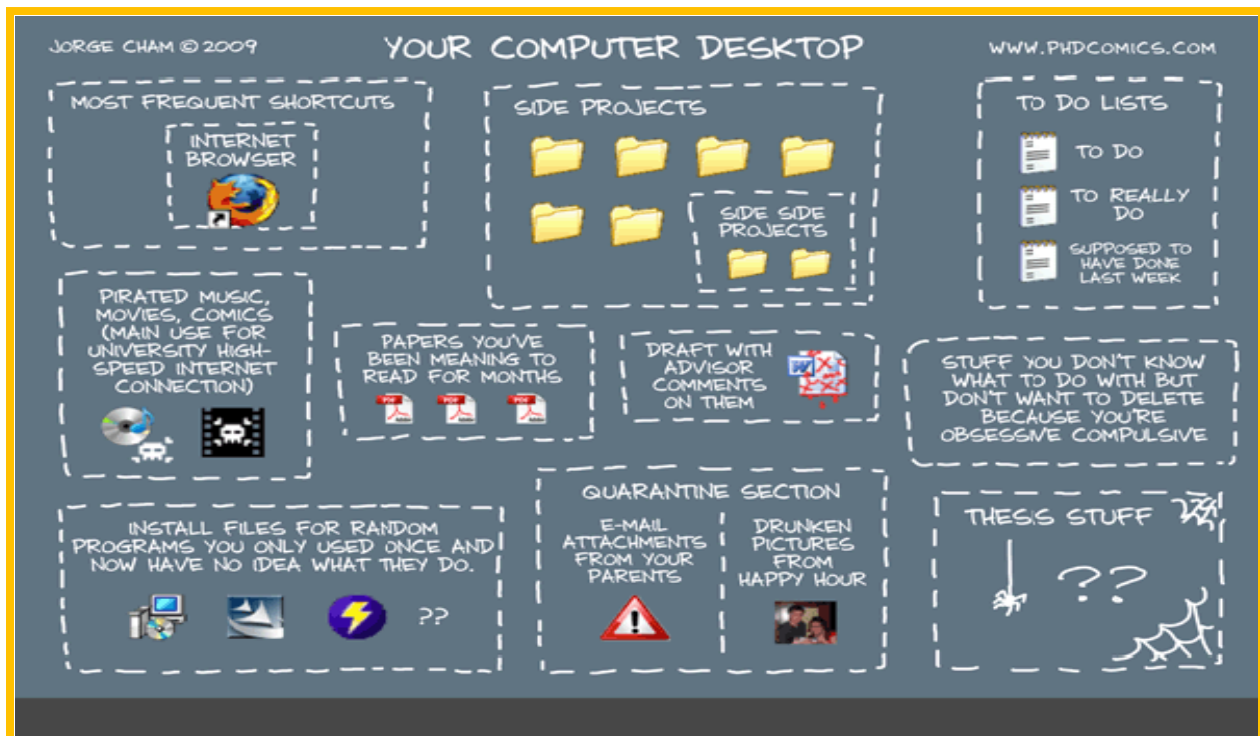 JORGE CHAM © 2009
YOUR COMPUTER DESKTOP
WWW.PHDCOMICS.COM
MOST FREQUENT SHORTCUTS
INTERNET
BROWSER
SIDE PROJECTS
SIDE SIDE
PROJECTS
TO DO LISTS
TO DO
TO REALLY
DO
SUPPOSED TO
HAVE DONE
LAST WEEK
PIRATED MUSIC,
MOVIES, COMICS
(MAIN USE FOR
UNIVERSITY HIGH-
SPEED INTERNET
CONNECTION)
PAPERS YOU'VE
BEEN MEANING TO
READ FOR MONTHS
PDF
PDF
PDF
DRAFT WITH
ADVISOR
COMMENTS
ON THEM
W
STUFF YOU DON'T KNOW
WHAT TO DO WITH BUT
DON'T WANT TO DELETE
BECAUSE YOU'RE
OBSESSIVE COMPULSIVE
INSTALL FILES FOR RANDOM
PROGRAMS YOU ONLY USED ONCE AND
NOW HAVE NO IDEA WHAT THEY DO.
??
QUARANTINE SECTION
E-MAIL
ATTACHMENTS
FROM YOUR
PARENTS
!
DRUNKEN
PICTURES
FROM
HAPPY HOUR
THESIS STUFF
??